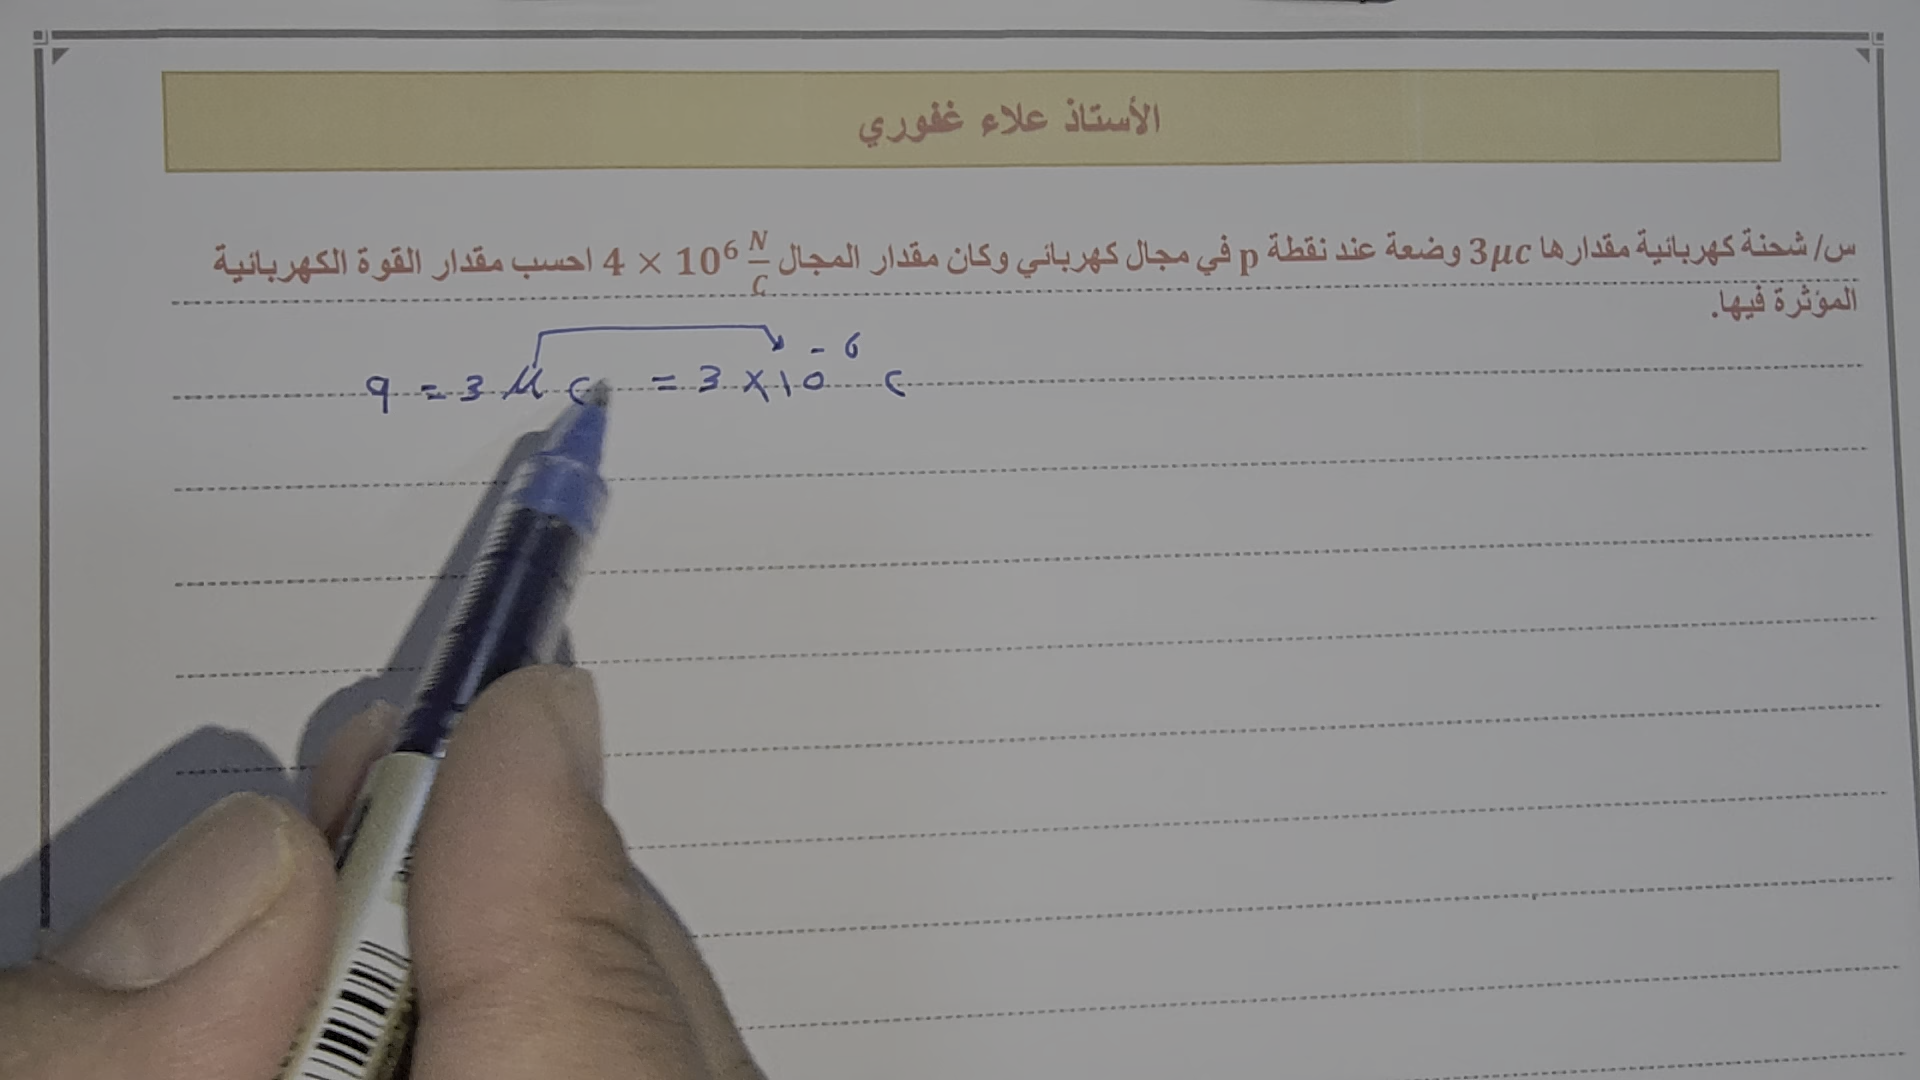 الأستاذ علاء غفوري
س/ شحنة كهربائية مقدارها 3μc وضعة عند نقطة p في مجال كهربائي وكان مقدار المجال 4 × 10⁶ N/C احسب مقدار القوة الكهربائية
المؤثرة فيها.
q = 3 μ c = 3 × 10⁻⁶ c